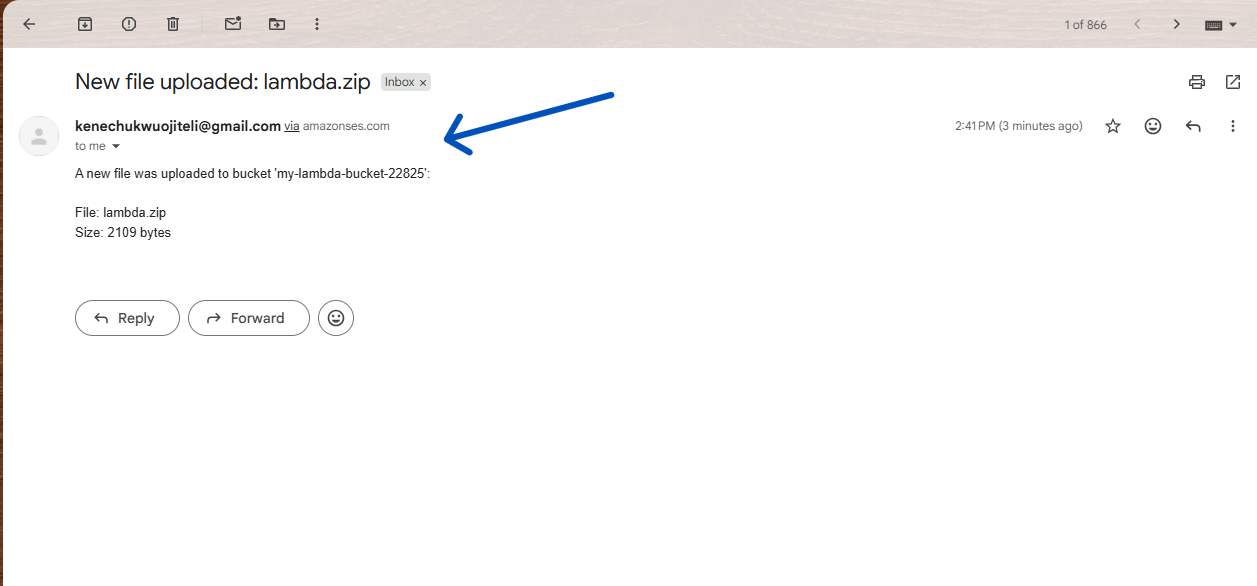 1 of 866
New file uploaded: lambda.zip Inbox ×
kenechukwuojiteli@gmail.com via amazonses.com 2:41 PM (3 minutes ago)
to me
A new file was uploaded to bucket 'my-lambda-bucket-22825':
File: lambda.zip
Size: 2109 bytes
Reply Forward